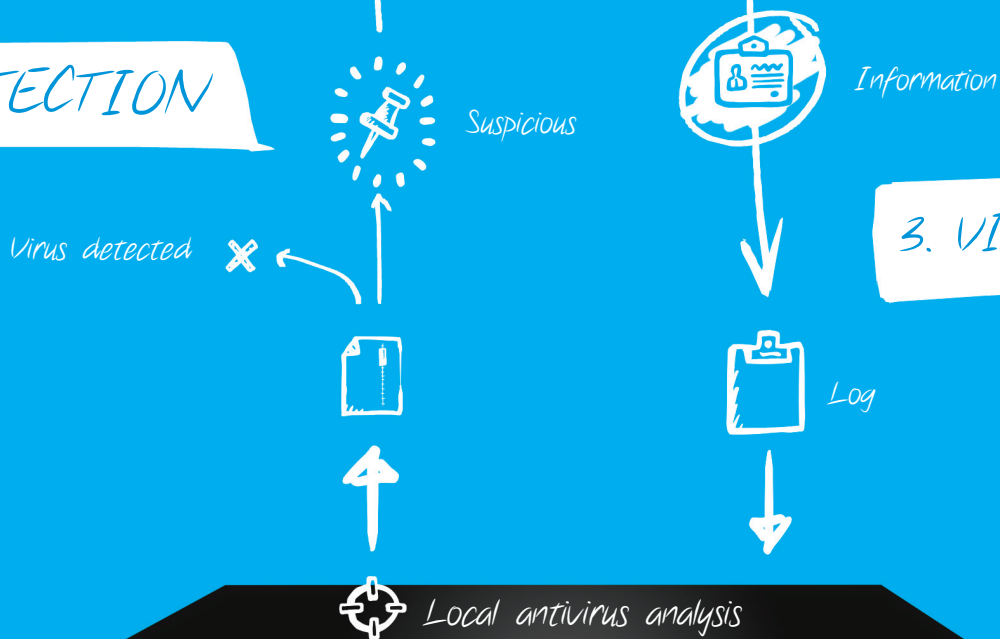 TECTION
Suspicious
Information
Virus detected
3. VI
Log
Local antivirus analysis